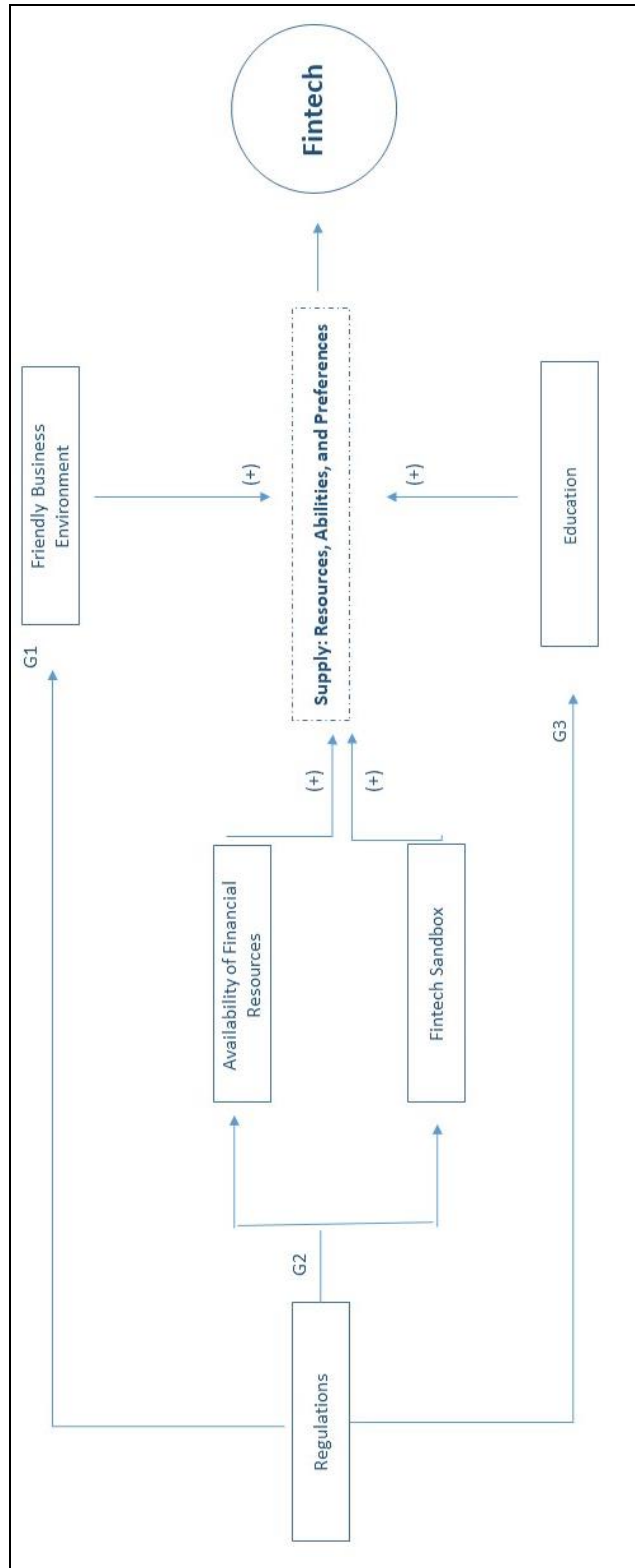 Regulations
G1
G2
G3
Friendly Business
Environment
Availability of Financial
Resources
Fintech Sandbox
Education
(+)
(+)
(+)
(+)
Supply: Resources, Abilities, and Preferences
Fintech